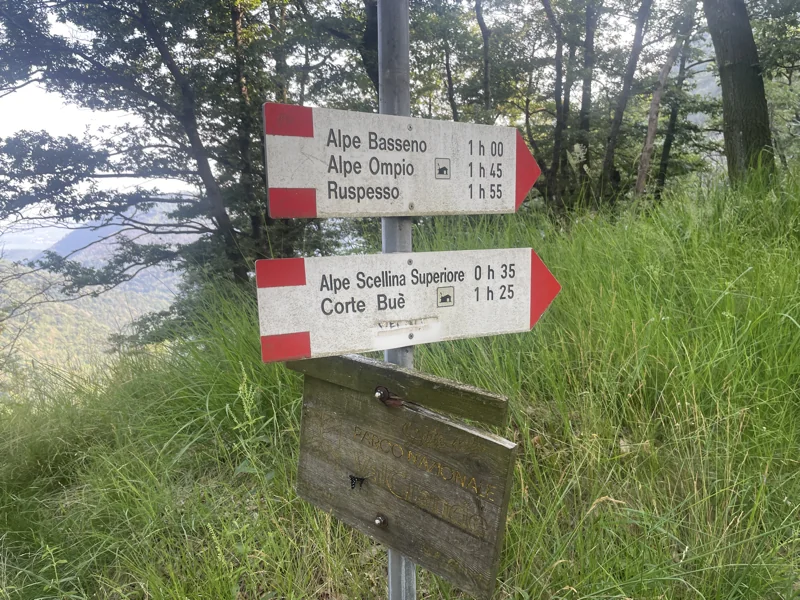 Alpe Basseno 1 h 00
Alpe Ompio 1 h 45
Ruspesso 1 h 55
Alpe Scellina Superiore 0 h 35
Corte Buè 1 h 25
PARCO NAZIONALE